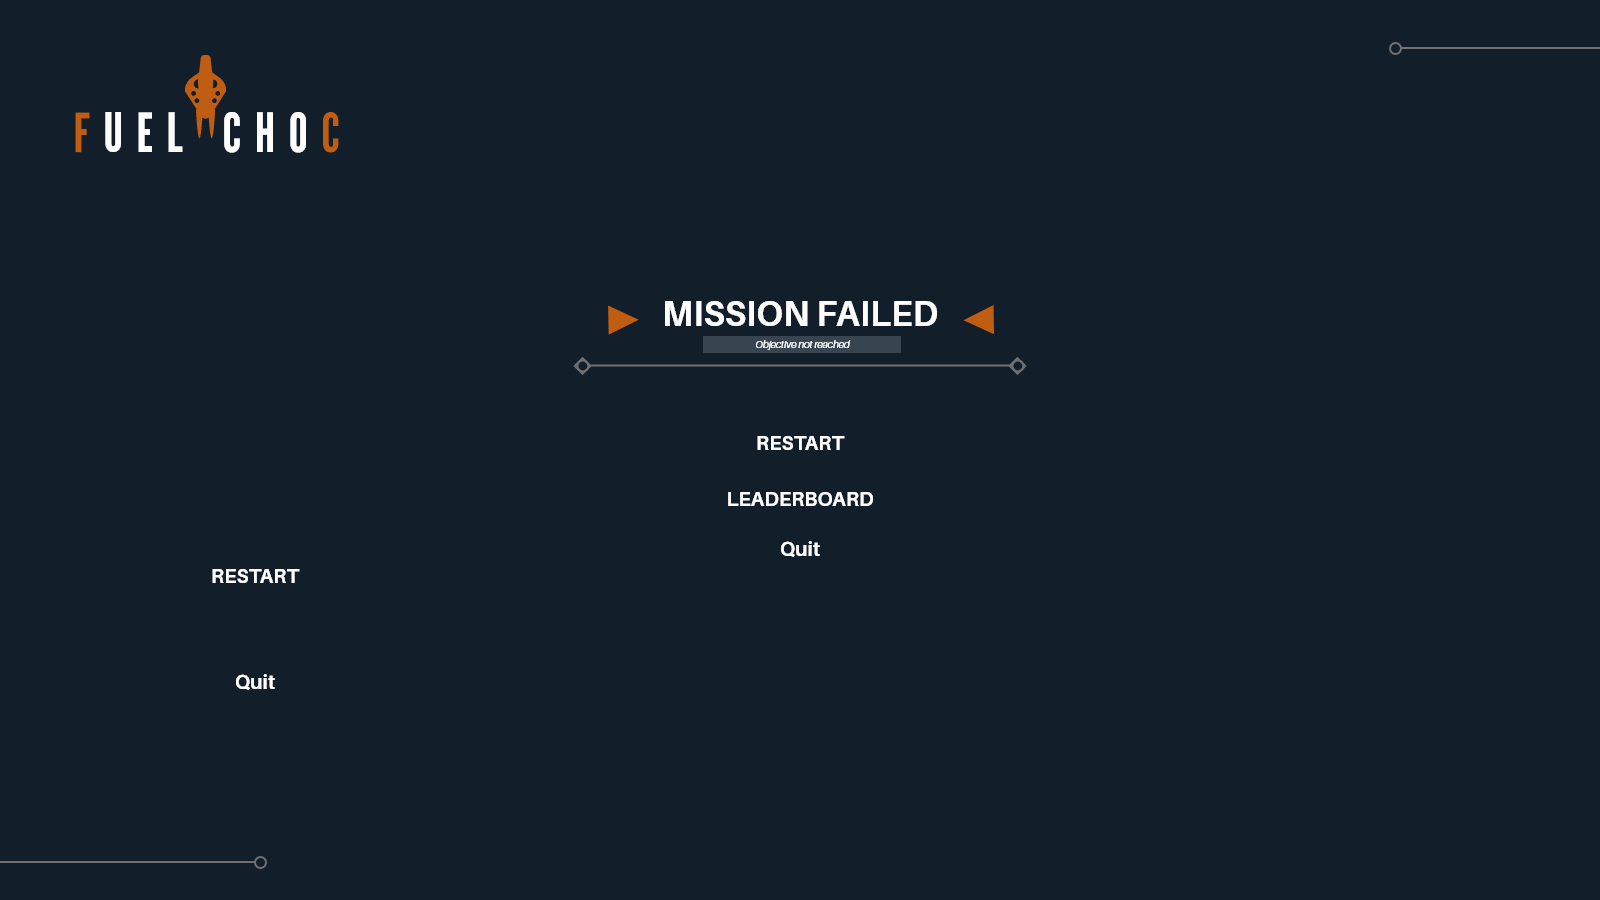 FUEL CHOC
MISSION FAILED
Objective not reached
RESTART
LEADERBOARD
Quit
RESTART
Quit